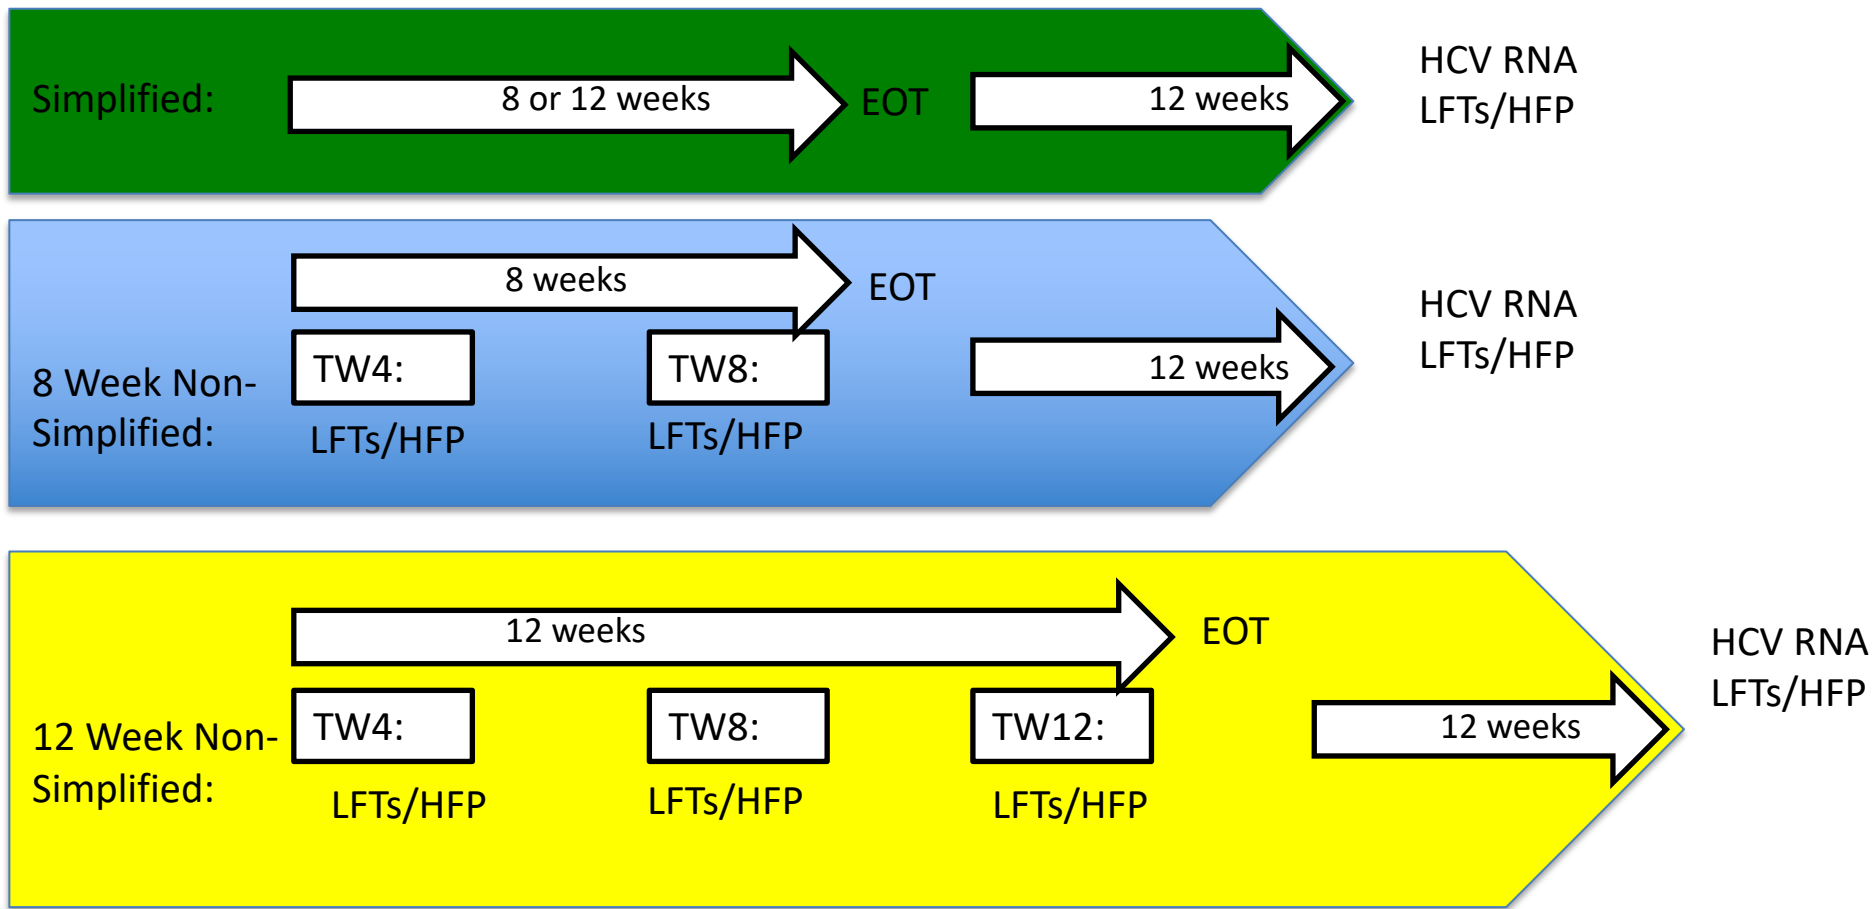 Simplified:
8 or 12 weeks
EOT
12 weeks
HCV RNA
LFTs/HFP
8 Week Non-
Simplified:
8 weeks
EOT
TW4:
LFTs/HFP
TW8:
LFTs/HFP
12 weeks
HCV RNA
LFTs/HFP
12 Week Non-
Simplified:
12 weeks
EOT
TW4:
LFTs/HFP
TW8:
LFTs/HFP
TW12:
LFTs/HFP
12 weeks
HCV RNA
LFTs/HFP